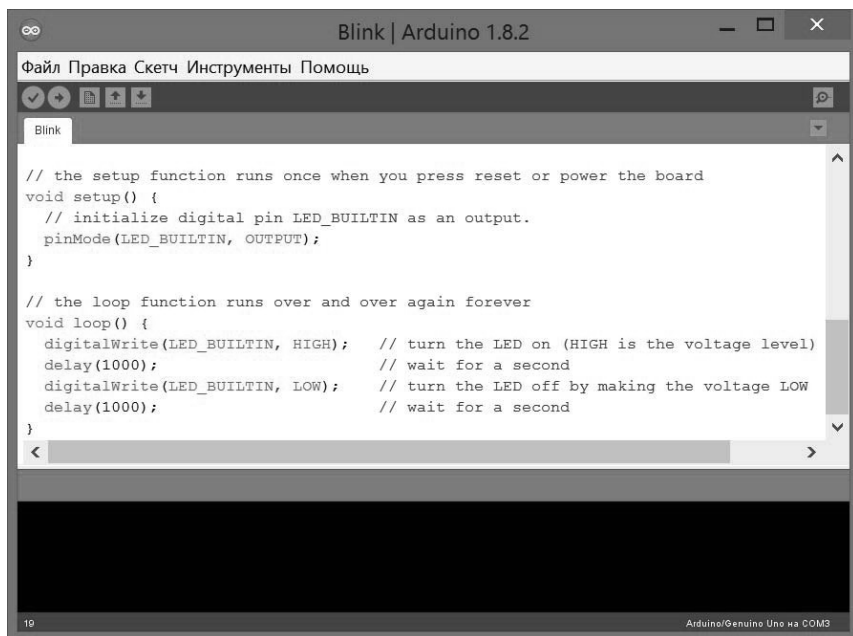 Blink | Arduino 1.8.2
Файл Правка Скетч Инструменты Помощь
Blink
// the setup function runs once when you press reset or power the board
void setup() {
  // initialize digital pin LED_BUILTIN as an output.
  pinMode(LED_BUILTIN, OUTPUT);
}
// the loop function runs over and over again forever
void loop() {
  digitalWrite(LED_BUILTIN, HIGH);   // turn the LED on (HIGH is the voltage level)
  delay(1000);                       // wait for a second
  digitalWrite(LED_BUILTIN, LOW);    // turn the LED off by making the voltage LOW
  delay(1000);                       // wait for a second
}
19
Arduino/Genuino Uno на COM3